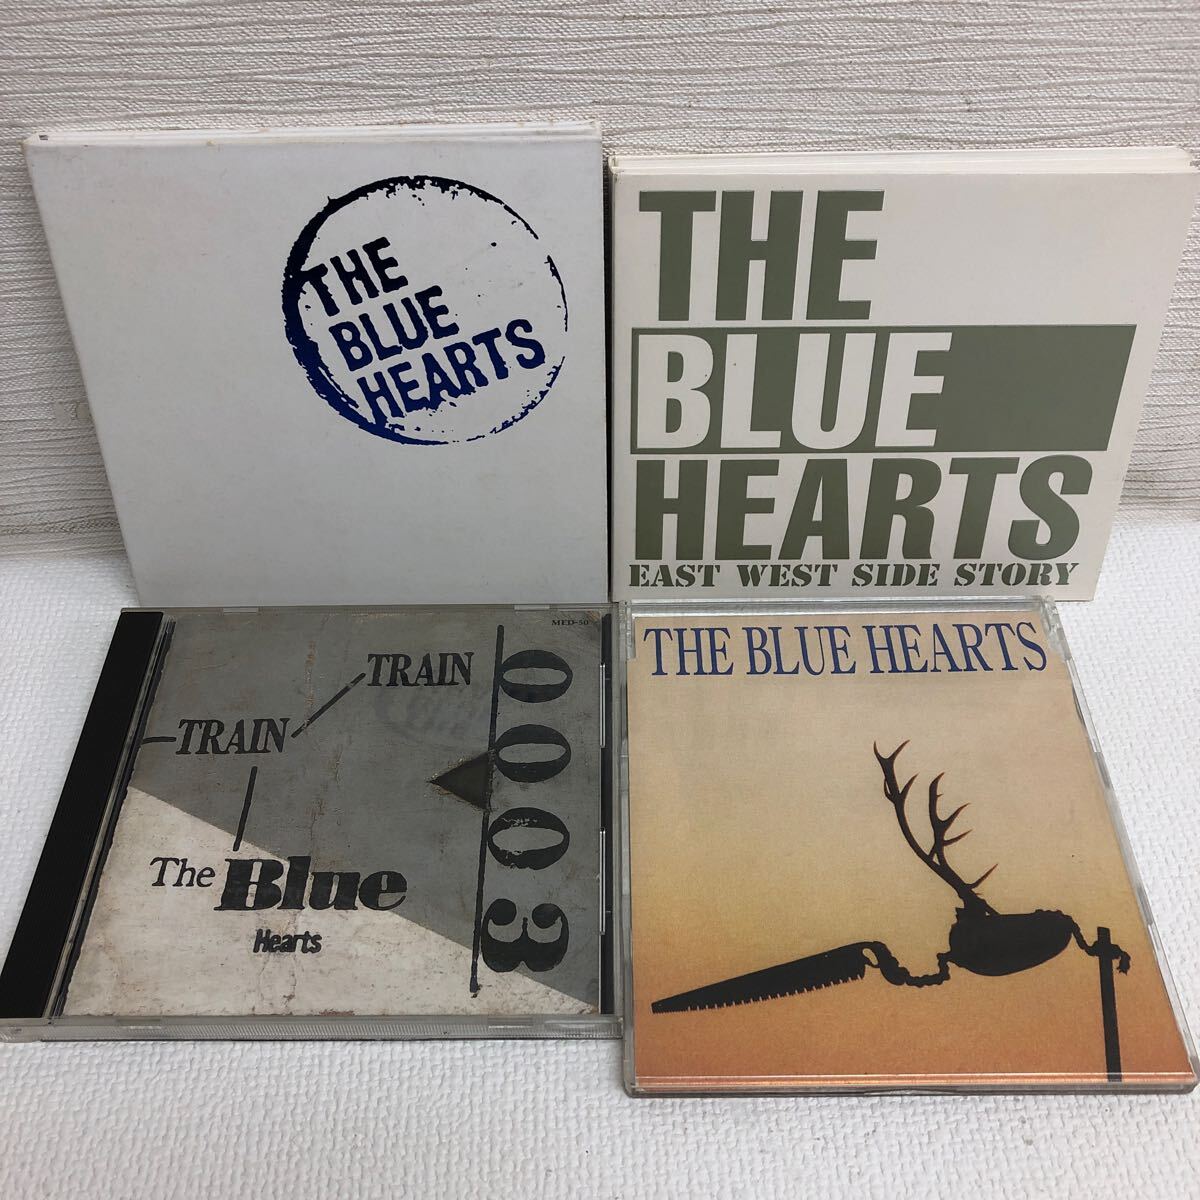 THE
BLUE
HEARTS
THE
BLUE
HEARTS
EAST WEST SIDE STORY
MED-50
TRAIN
TRAIN
The Blue
Hearts
3000
THE BLUE HEARTS